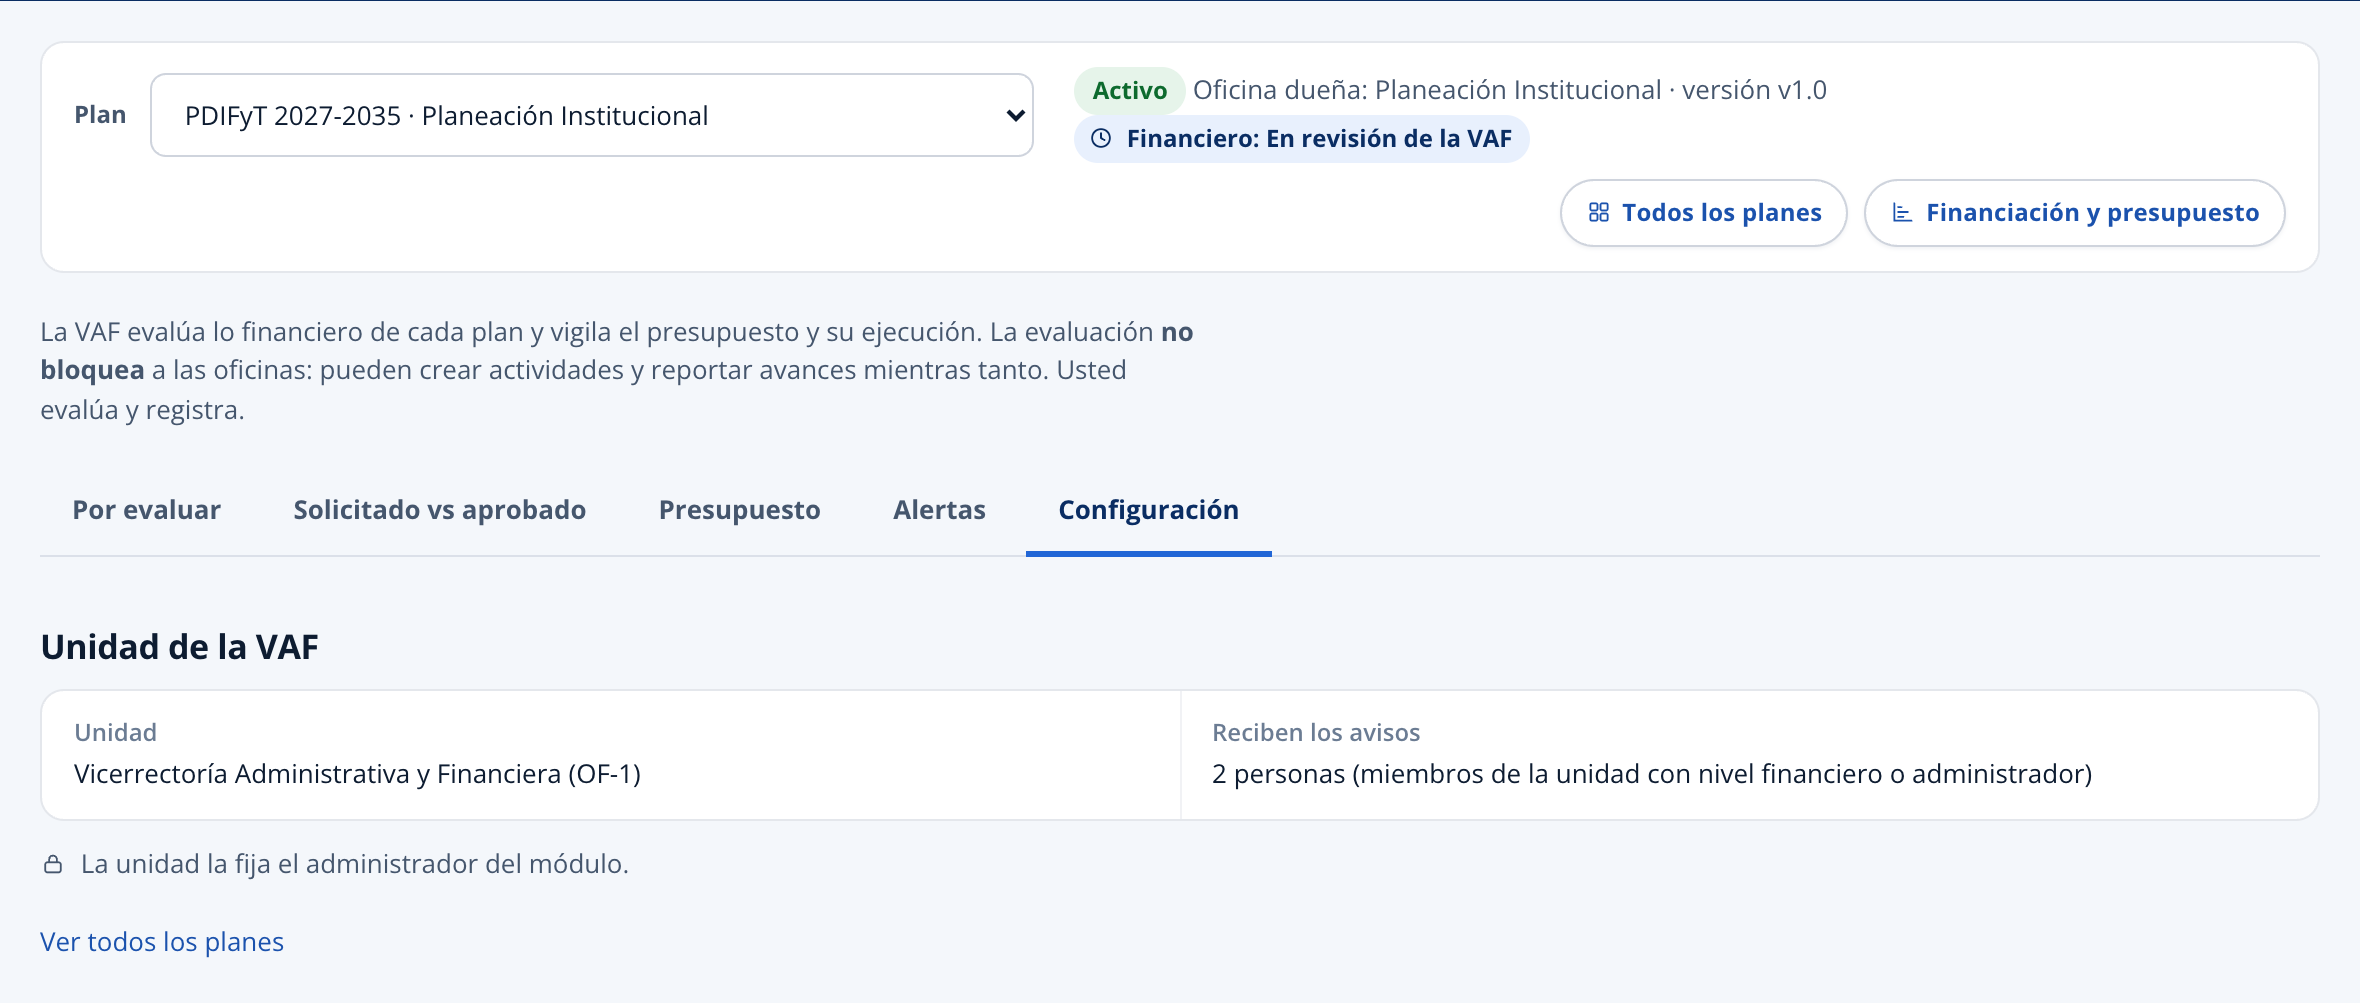 Plan
PDIFyT 2027-2035 · Planeación Institucional
Activo Oficina dueña: Planeación Institucional · versión v1.0
Financiero: En revisión de la VAF
Todos los planes
Financiación y presupuesto
La VAF evalúa lo financiero de cada plan y vigila el presupuesto y su ejecución. La evaluación no
bloquea a las oficinas: pueden crear actividades y reportar avances mientras tanto. Usted
evalúa y registra.
Por evaluar
Solicitado vs aprobado
Presupuesto
Alertas
Configuración
Unidad de la VAF
Unidad
Vicerrectoría Administrativa y Financiera (OF-1)
Reciben los avisos
2 personas (miembros de la unidad con nivel financiero o administrador)
La unidad la fija el administrador del módulo.
Ver todos los planes